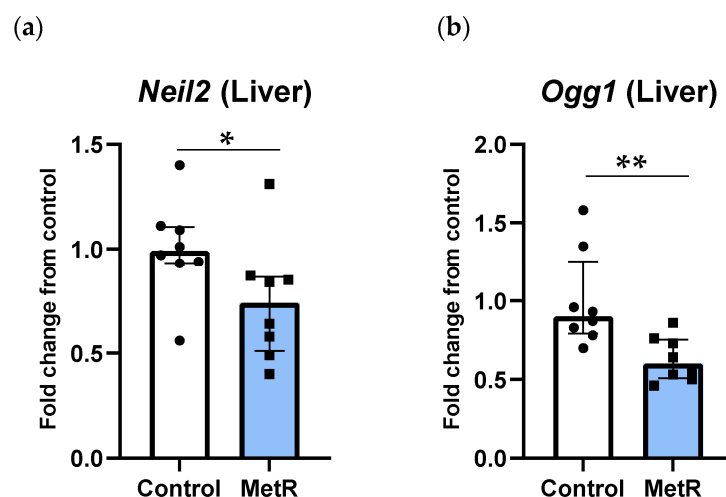 (a)
Neil2 (Liver)
*
Fold change from control
1.5
1.0
0.5
0.0
Control MetR
(b)
Ogg1 (Liver)
**
Fold change from control
2.0
1.5
1.0
0.5
0.0
Control MetR